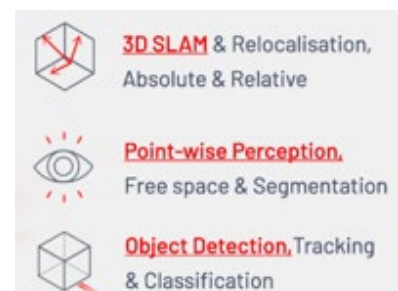 3D SLAM & Relocalisation,
Absolute & Relative
Point-wise Perception,
Free space & Segmentation
Object Detection, Tracking
& Classification